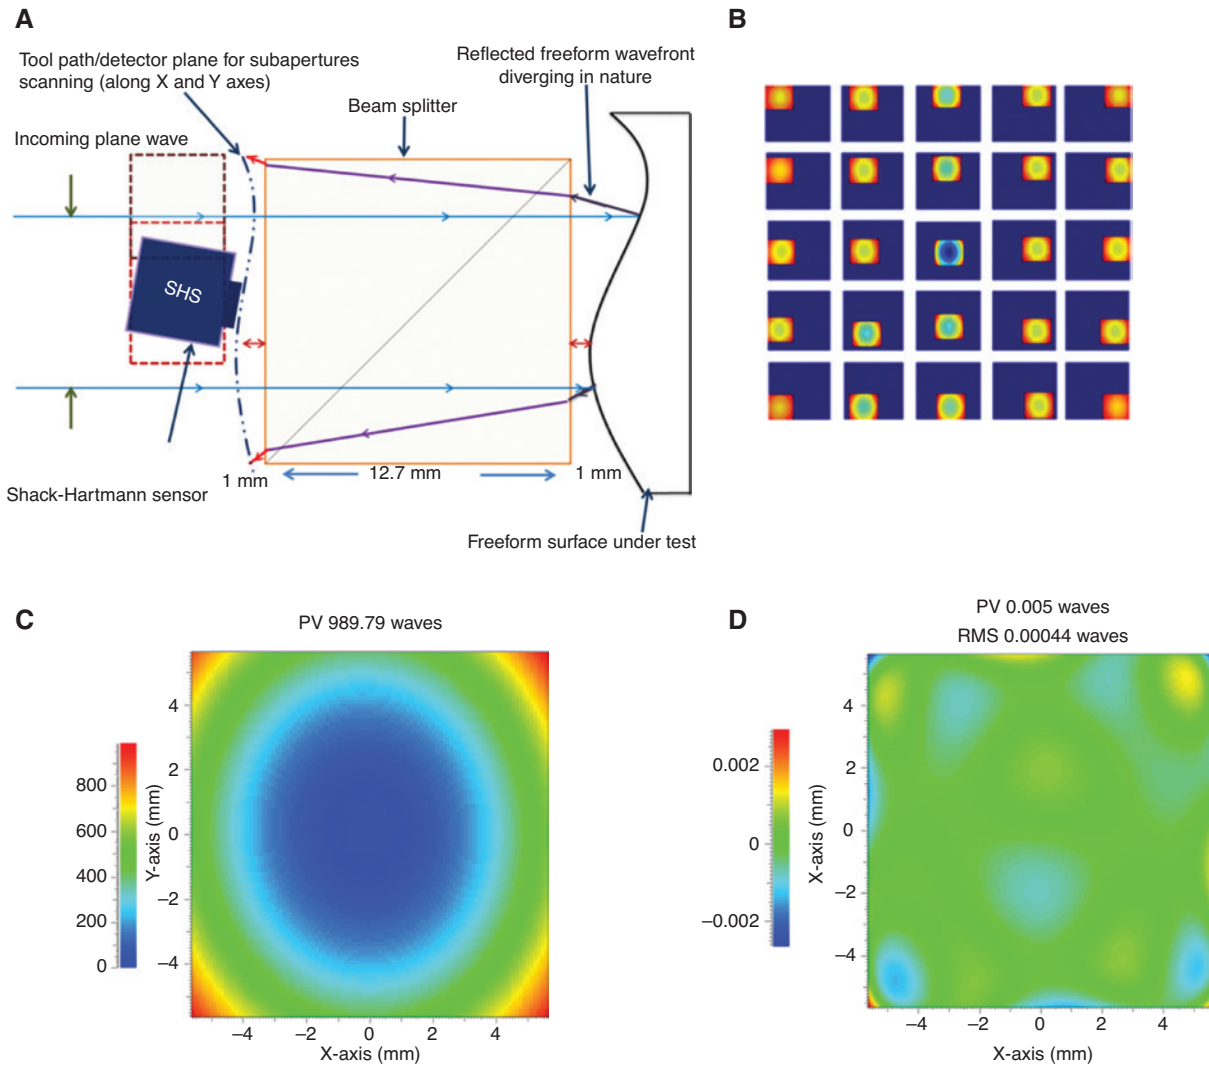 A
Tool path/detector plane for subapertures
scanning (along X and Y axes)
Reflected freeform wavefront
diverging in nature
Beam splitter
Incoming plane wave
SHS
1 mm
12.7 mm
1 mm
Shack-Hartmann sensor
Freeform surface under test
B
C
PV 989.79 waves
800
600
400
200
0
Y-axis (mm)
4
2
0
−2
−4
−4
−2
0
2
4
X-axis (mm)
D
PV 0.005 waves
RMS 0.00044 waves
0.002
0
−0.002
X-axis (mm)
4
2
0
−2
−4
−4
−2
0
2
4
X-axis (mm)